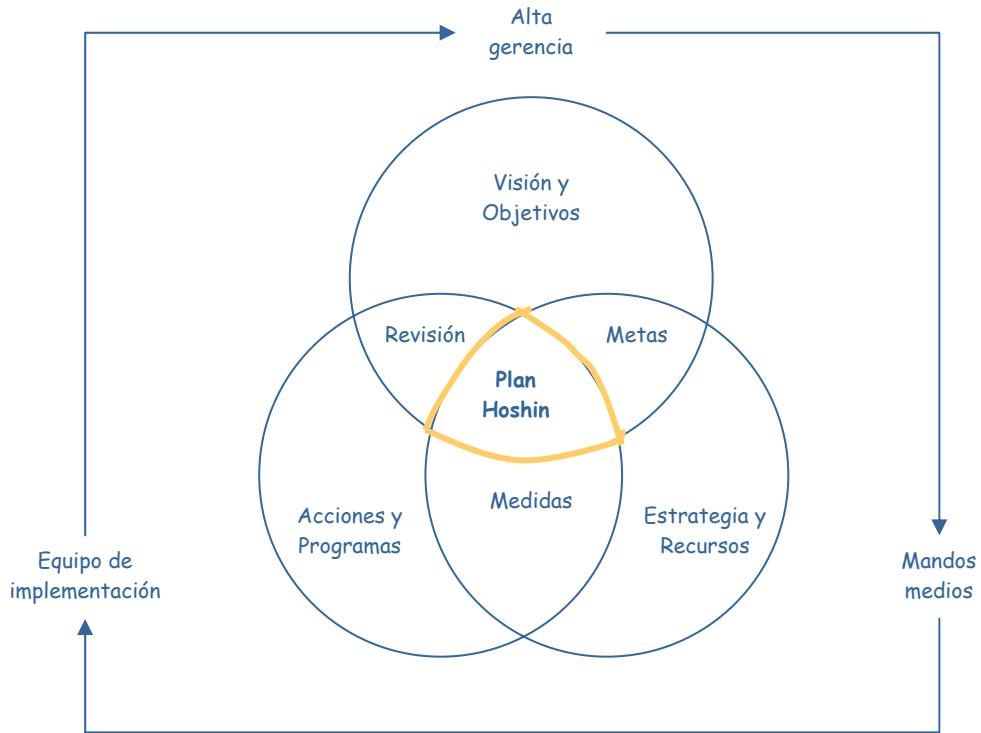 Alta
gerencia
Visión y
Objetivos
Revisión
Metas
Plan
Hoshin
Medidas
Acciones y
Programas
Estrategia y
Recursos
Equipo de
implementación
Mandos
medios